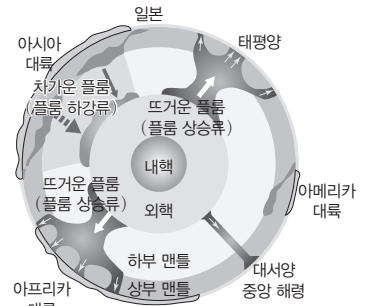 일본
아시아
대륙
태평양
차가운 플룸
(플룸 하강류)
뜨거운 플룸
(플룸 상승류)
내핵
뜨거운 플룸
(플룸 상승류)
외핵
아메리카
대륙
하부 맨틀
상부 맨틀
대서양
중앙 해령
아프리카
대륙